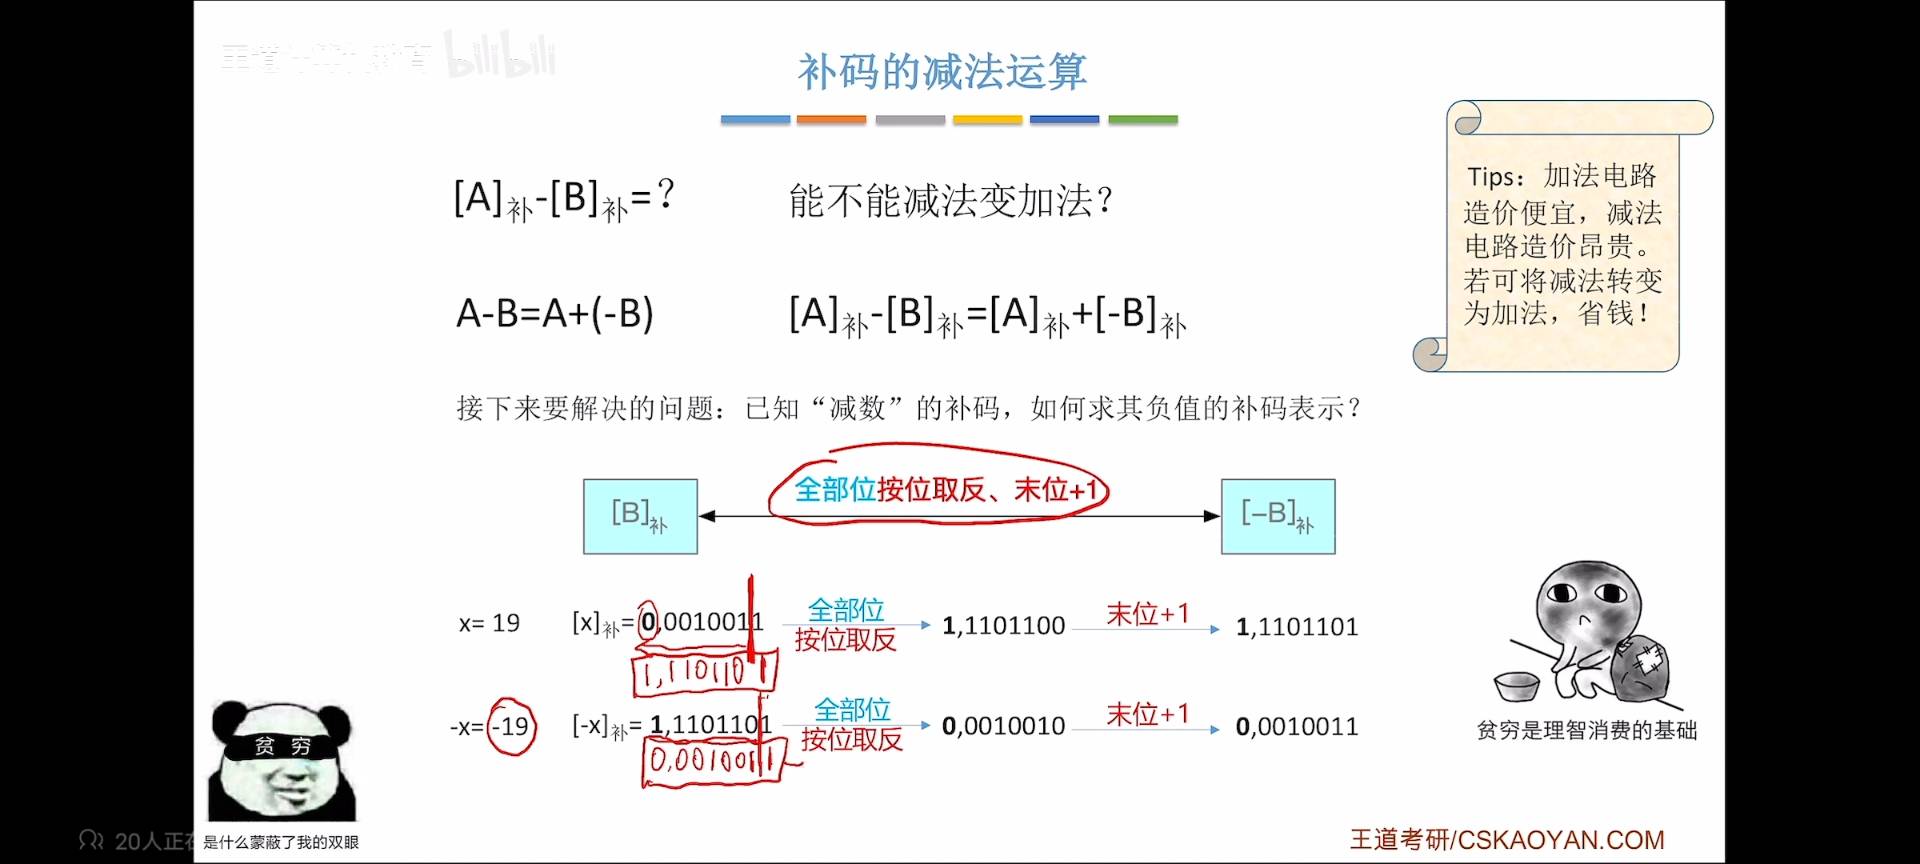 bilibili
补码的减法运算
[A]补-[B]补=？ 能不能减法变加法？
A-B=A+(-B) [A]补-[B]补=[A]补+[-B]补
Tips：加法电路
造价便宜，减法
电路造价昂贵。
若可将减法转变
为加法，省钱！
接下来要解决的问题：已知“减数”的补码，如何求其负值的补码表示？
[B]补 全部位按位取反、末位+1 [−B]补
x= 19 [x]补= 0,0010011 全部位 按位取反 1,1101100 末位+1 1,1101101
1,1101101
-x= -19 [-x]补= 1,1101101 全部位 按位取反 0,0010010 末位+1 0,0010011
0,0010011
贫穷
是什么蒙蔽了我的双眼
贫穷是理智消费的基础
20人正在
王道考研/CSKAOYAN.COM